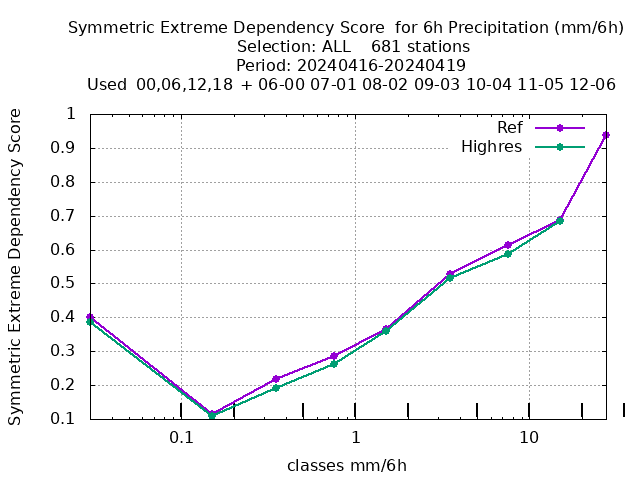 Symmetric Extreme Dependency Score  for 6h Precipitation (mm/6h)
Selection: ALL    681 stations
Period: 20240416-20240419
Used  00,06,12,18  + 06-00 07-01 08-02 09-03 10-04 11-05 12-06
Symmetric Extreme Dependency Score
1
0.9
0.8
0.7
0.6
0.5
0.4
0.3
0.2
0.1
Ref
Highres
0.1
1
10
classes mm/6h